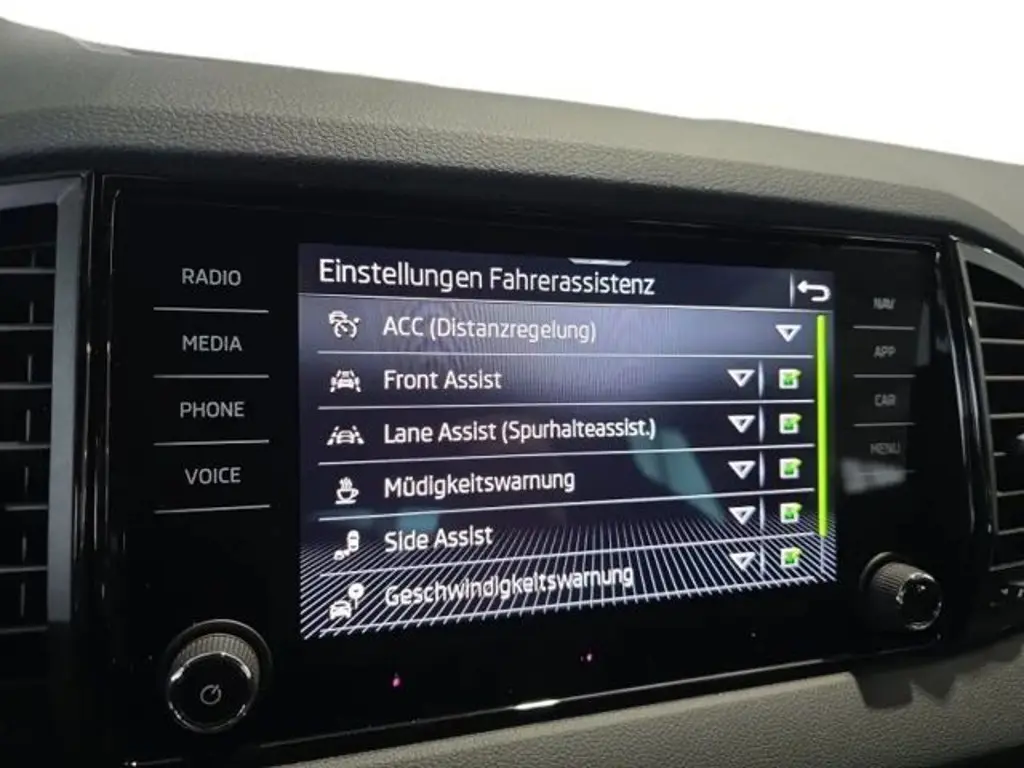 RADIO
MEDIA
PHONE
VOICE
Einstellungen Fahrerassistenz
ACC (Distanzregelung)
Front Assist
Lane Assist (Spurhalteassist.)
Müdigkeitswarnung
Side Assist
Geschwindigkeitswarnung
NAV
APP
CAR
MENU